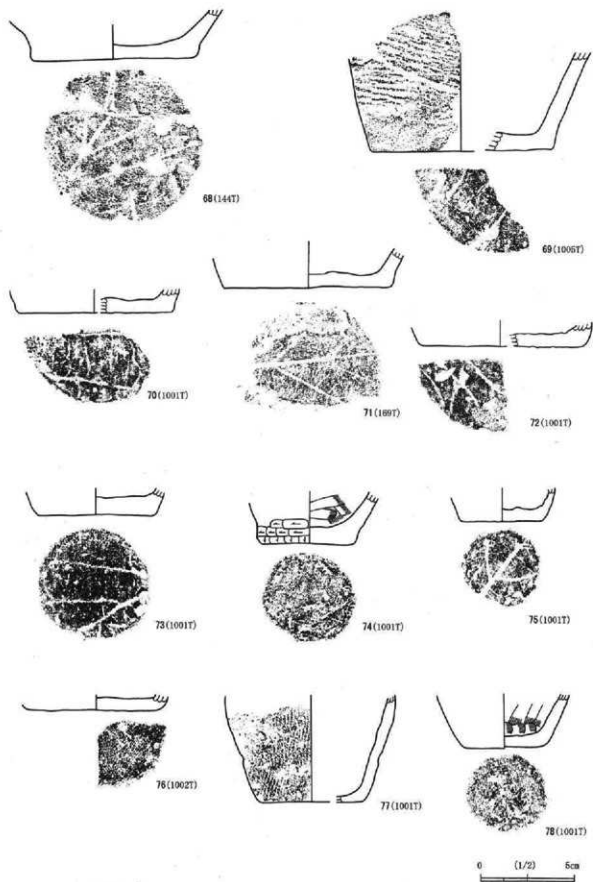 68(144T)
69(1005T)
70(1001T)
71(169T)
72(1001T)
73(1001T)
74(1001T)
75(1001T)
76(1002T)
77(1001T)
78(1001T)
0 (1/2) 5cm